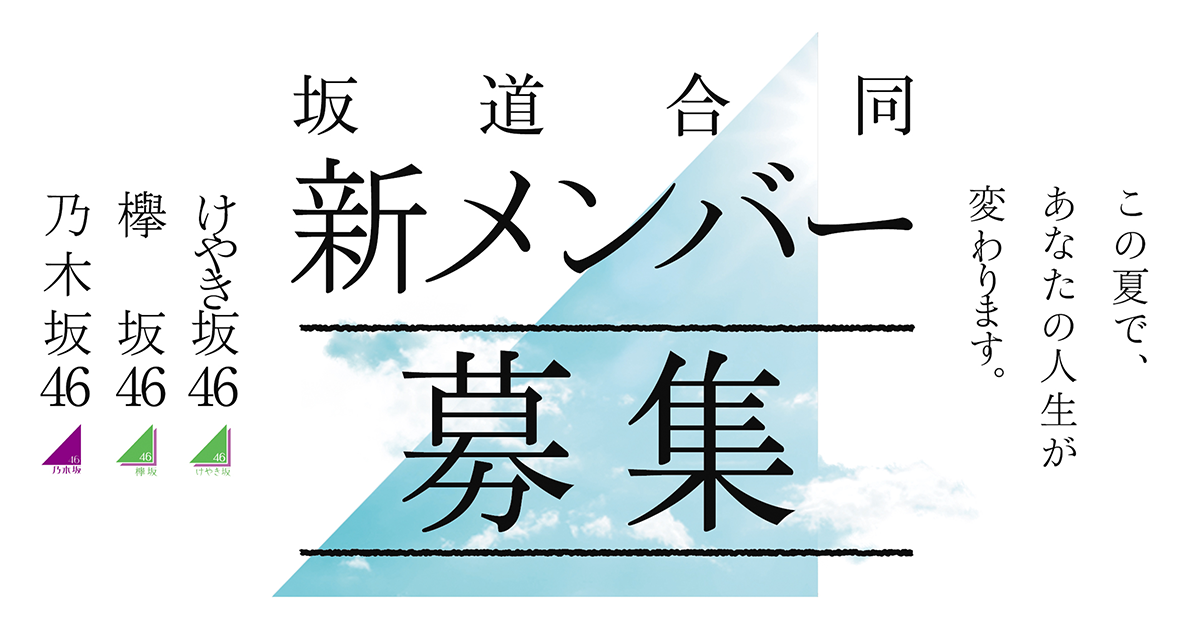 坂道合同
新メンバー
募集
この夏で、
あなたの人生が
変わります。
けやき坂46
欅坂46
乃木坂46
46
けやき坂
46
欅坂
46
乃木坂